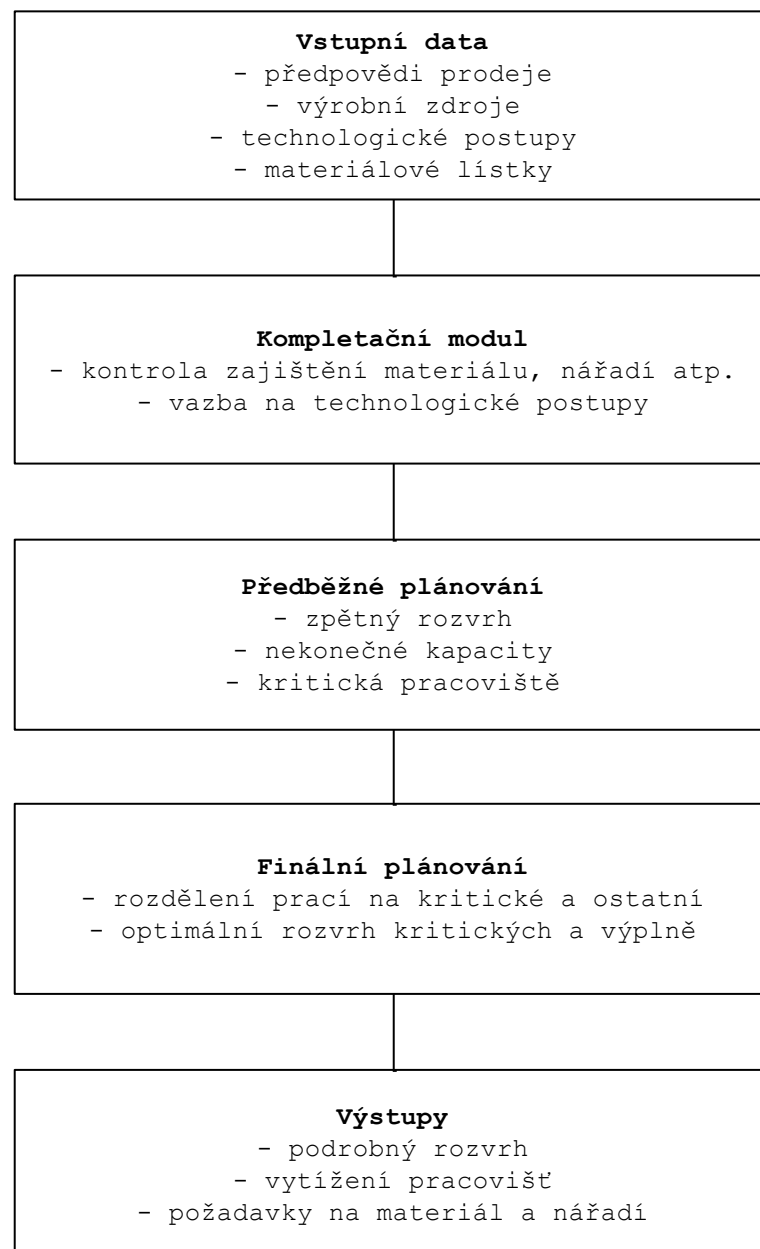 Vstupní data
- předpovědi prodeje
- výrobní zdroje
- technologické postupy
- materiálové lístky
Kompletační modul
- kontrola zajištění materiálu, nářadí atp.
- vazba na technologické postupy
Předběžné plánování
- zpětný rozvrh
- nekonečné kapacity
- kritická pracoviště
Finální plánování
- rozdělení prací na kritické a ostatní
- optimální rozvrh kritických a výplně
Výstupy
- podrobný rozvrh
- vytížení pracovišť
- požadavky na materiál a nářadí